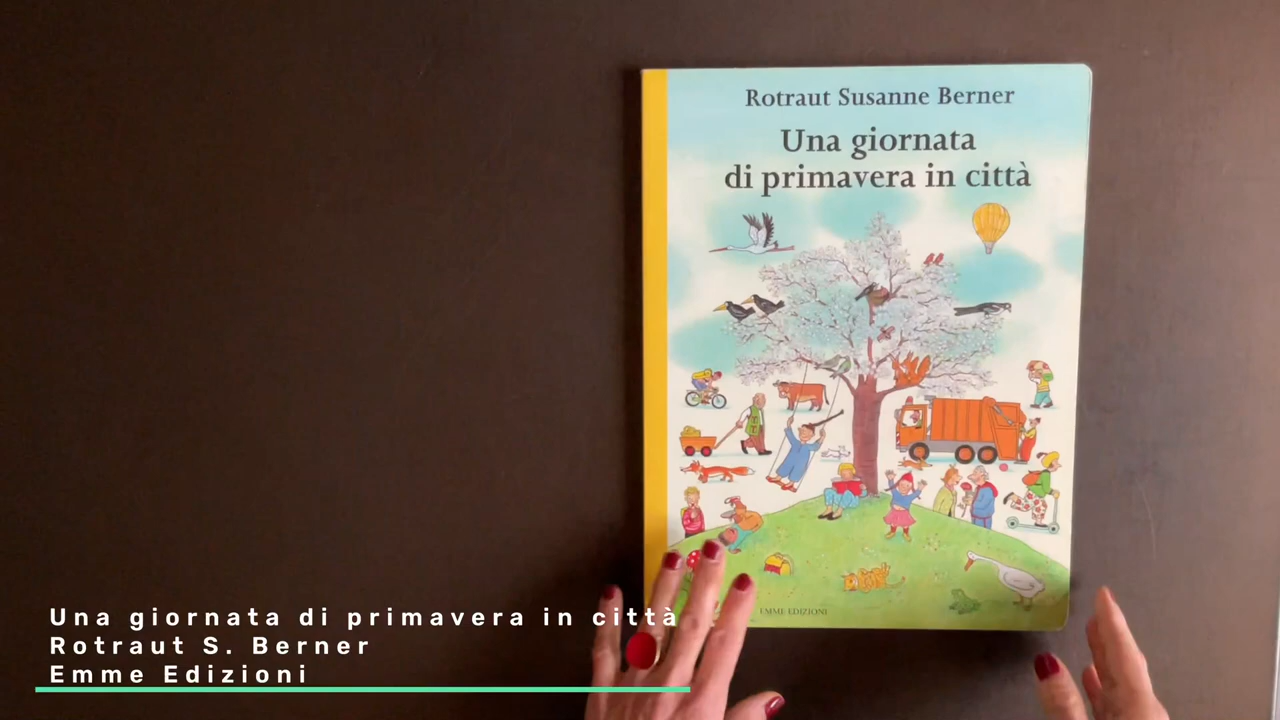 Rotraut Susanne Berner
Una giornata
di primavera in città
EMME EDIZIONI
Una giornata di primavera in città
Rotraut S. Berner
Emme Edizioni